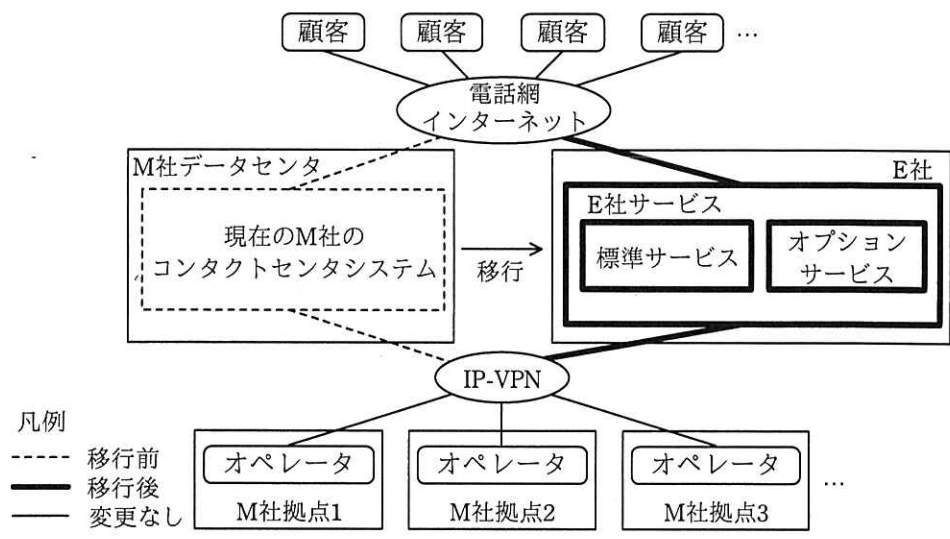 顧客 顧客 顧客 顧客 …
電話網
インターネット
M社データセンタ
現在のM社の
コンタクトセンタシステム
移行
E社
E社サービス
標準サービス
オプション
サービス
IP-VPN
凡例
移行前
移行後
変更なし
オペレータ オペレータ オペレータ …
M社拠点1 M社拠点2 M社拠点3